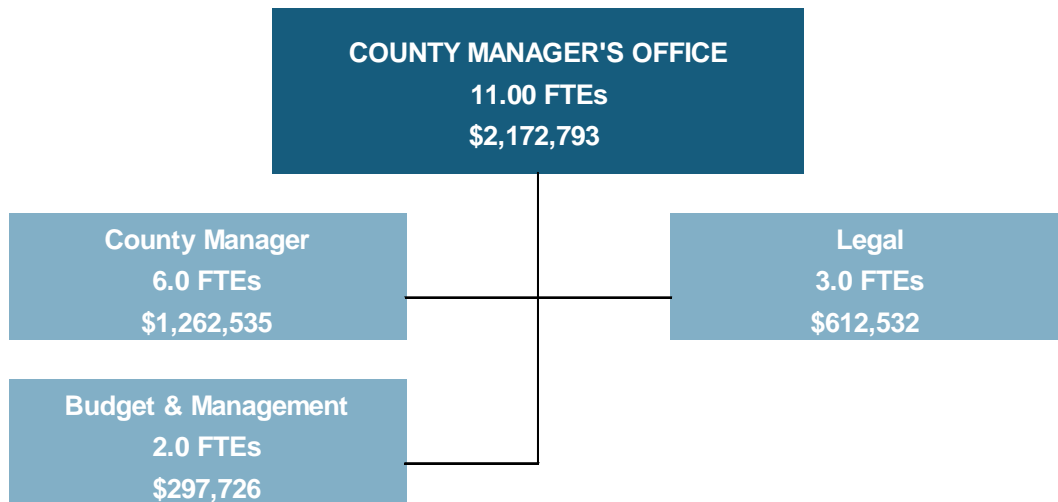 COUNTY MANAGER'S OFFICE
11.00 FTEs
$2,172,793
County Manager
6.0 FTEs
$1,262,535
Legal
3.0 FTEs
$612,532
Budget & Management
2.0 FTEs
$297,726